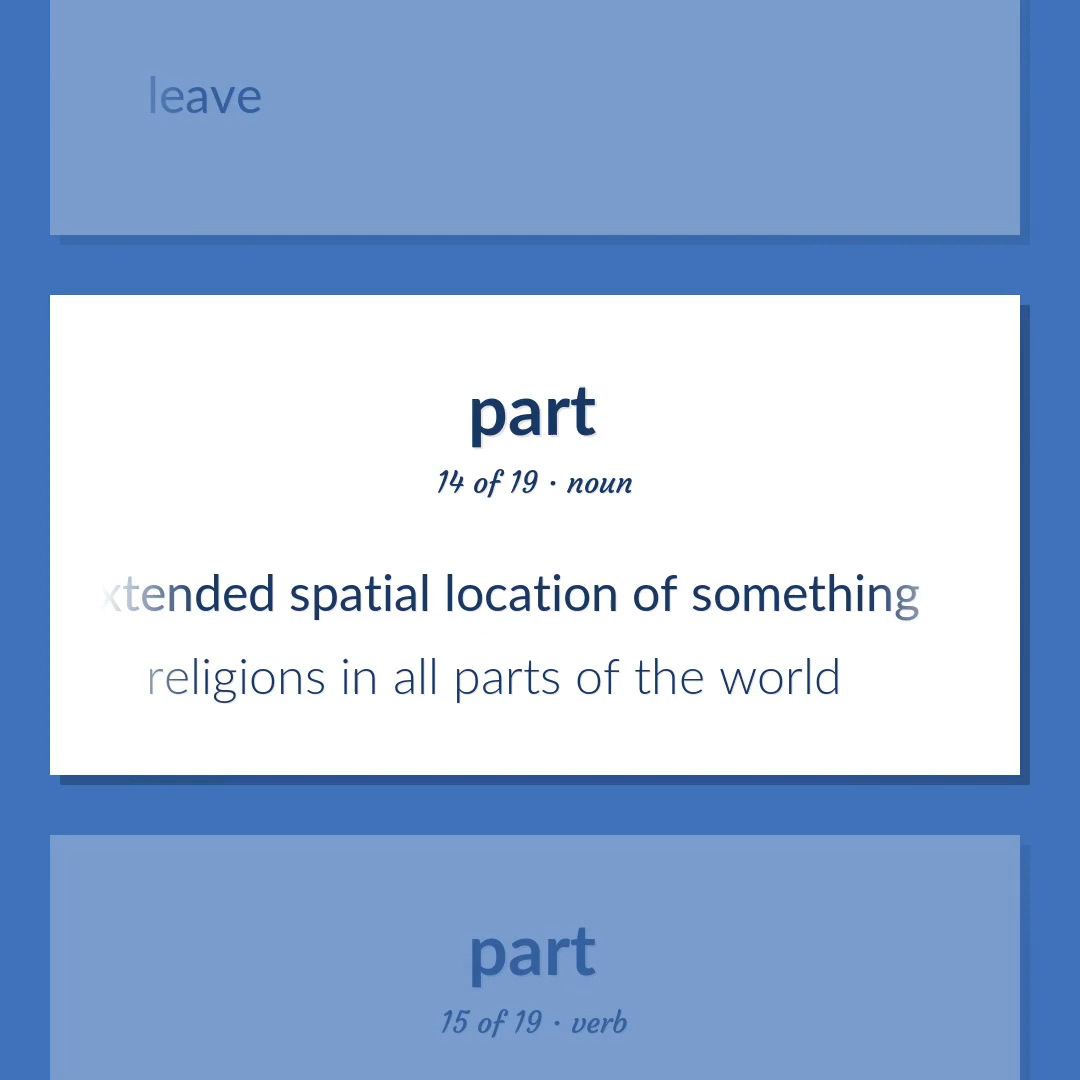 leave
part
14 of 19 · noun
xtended spatial location of something
religions in all parts of the world
part
15 of 19 · verb